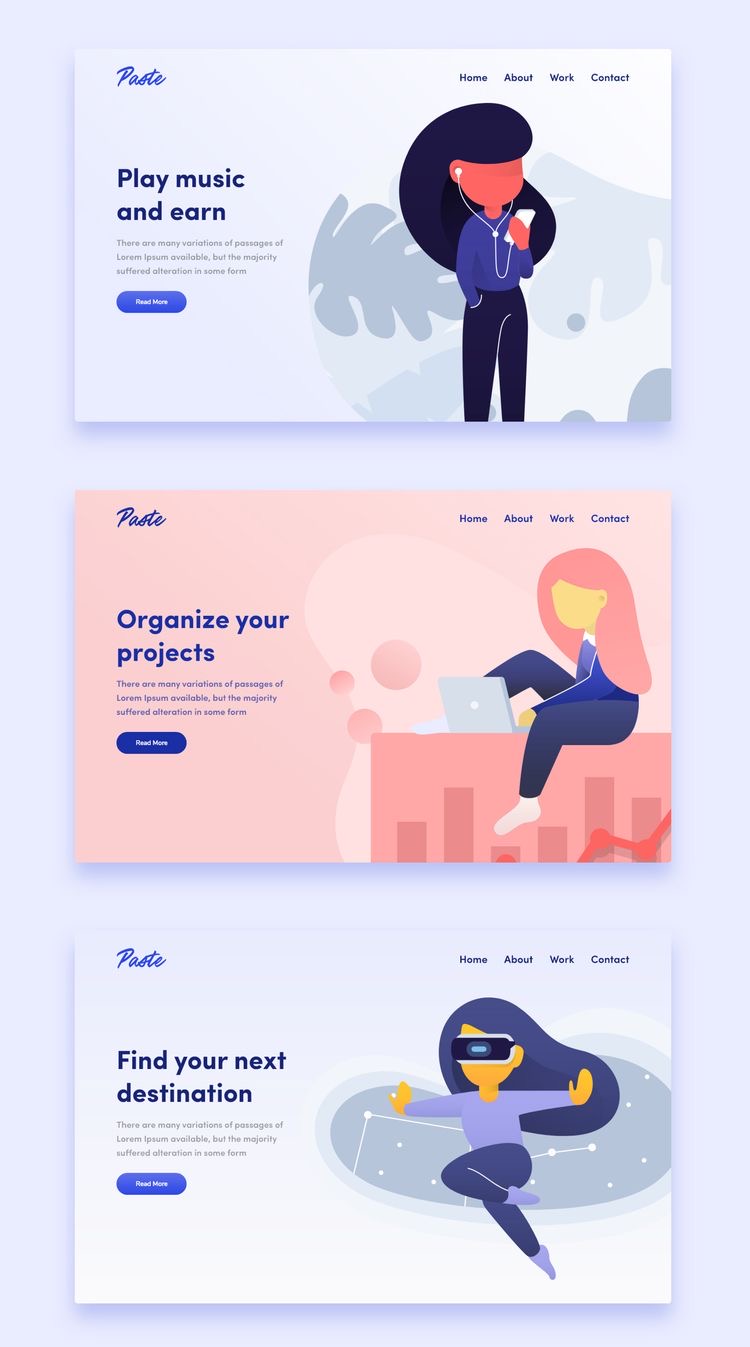 Paste
Home About Work Contact
Play music
and earn
There are many variations of passages of
Lorem Ipsum available, but the majority
suffered alteration in some form
Read More
Paste
Home About Work Contact
Organize your
projects
There are many variations of passages of
Lorem Ipsum available, but the majority
suffered alteration in some form
Read More
Paste
Home About Work Contact
Find your next
destination
There are many variations of passages of
Lorem Ipsum available, but the majority
suffered alteration in some form
Read More